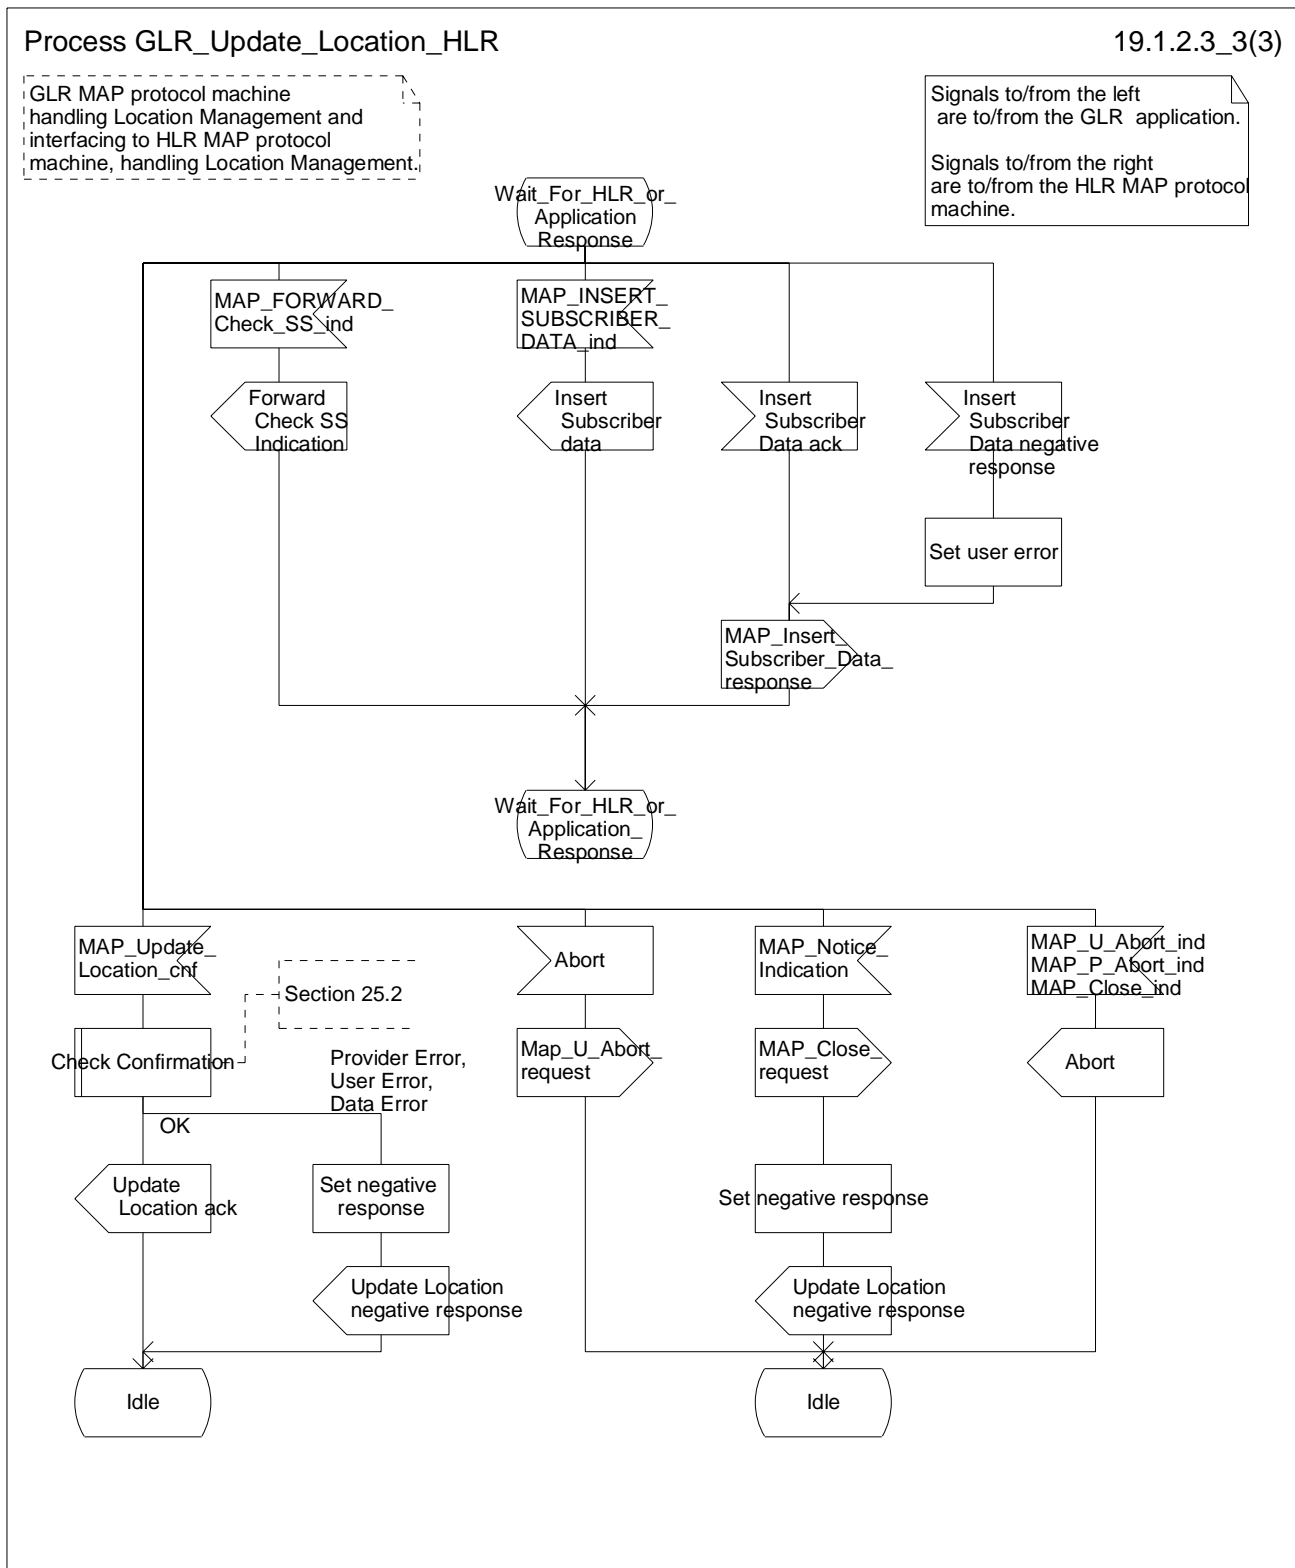 Process GLR_Update_Location_HLR
19.1.2.3_3(3)
GLR MAP protocol machine
handling Location Management and
interfacing to HLR MAP protocol
machine, handling Location Management.
Signals to/from the left
are to/from the GLR application.
Signals to/from the right
are to/from the HLR MAP protocol
machine.
Wait_For_HLR_or_
Application
Response
MAP_FORWARD_
Check_SS_ind
MAP_INSERT_
SUBSCRIBER_
DATA_ind
Forward
Check SS
Indication
Insert
Subscriber
data
Insert
Subscriber
Data ack
Insert
Subscriber
Data negative
response
Set user error
MAP_Insert_
Subscriber_Data_
response
Wait_For_HLR_or_
Application_
Response
MAP_Update_
Location_cnf
Abort
MAP_Notice_
Indication
MAP_U_Abort_ind
MAP_P_Abort_ind
MAP_Close_ind
Section 25.2
Check Confirmation
Provider Error,
User Error,
Data Error
Map_U_Abort_
request
MAP_Close_
request
Abort
OK
Update
Location ack
Set negative
response
Set negative response
Update Location
negative response
Update Location
negative response
Idle
Idle